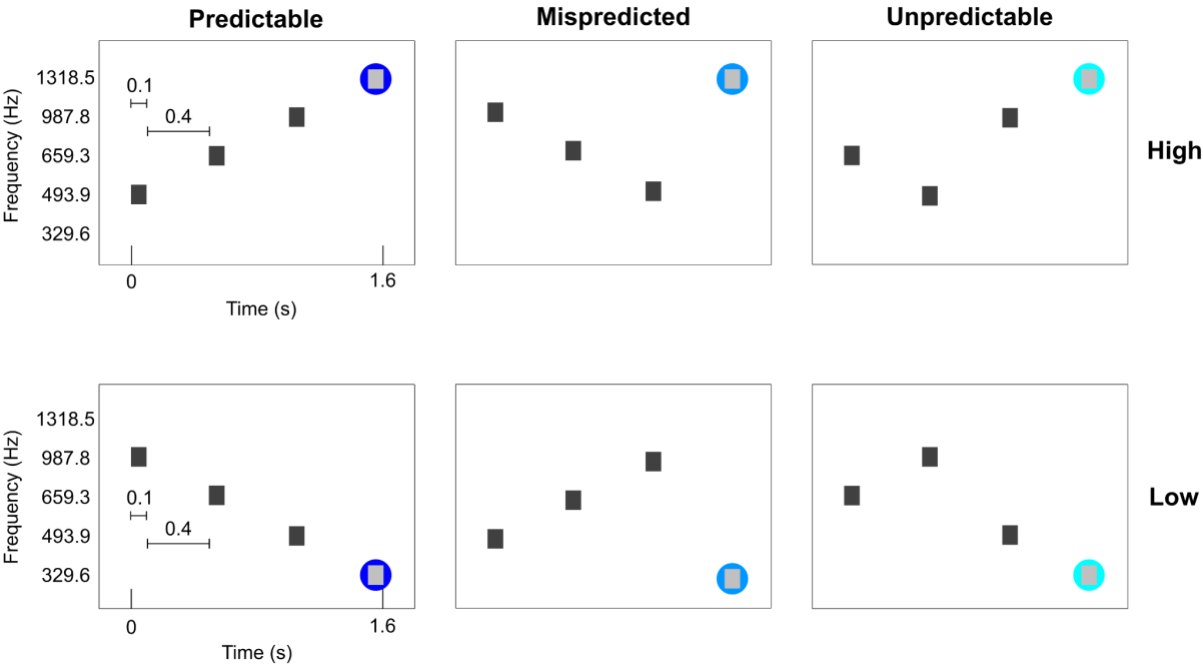 Predictable Mispredicted Unpredictable
Frequency (Hz)
1318.5
987.8
659.3
493.9
329.6
0.1
0.4
0 1.6
Time (s)
High
Frequency (Hz)
1318.5
987.8
659.3
493.9
329.6
0.1
0.4
0 1.6
Time (s)
Low